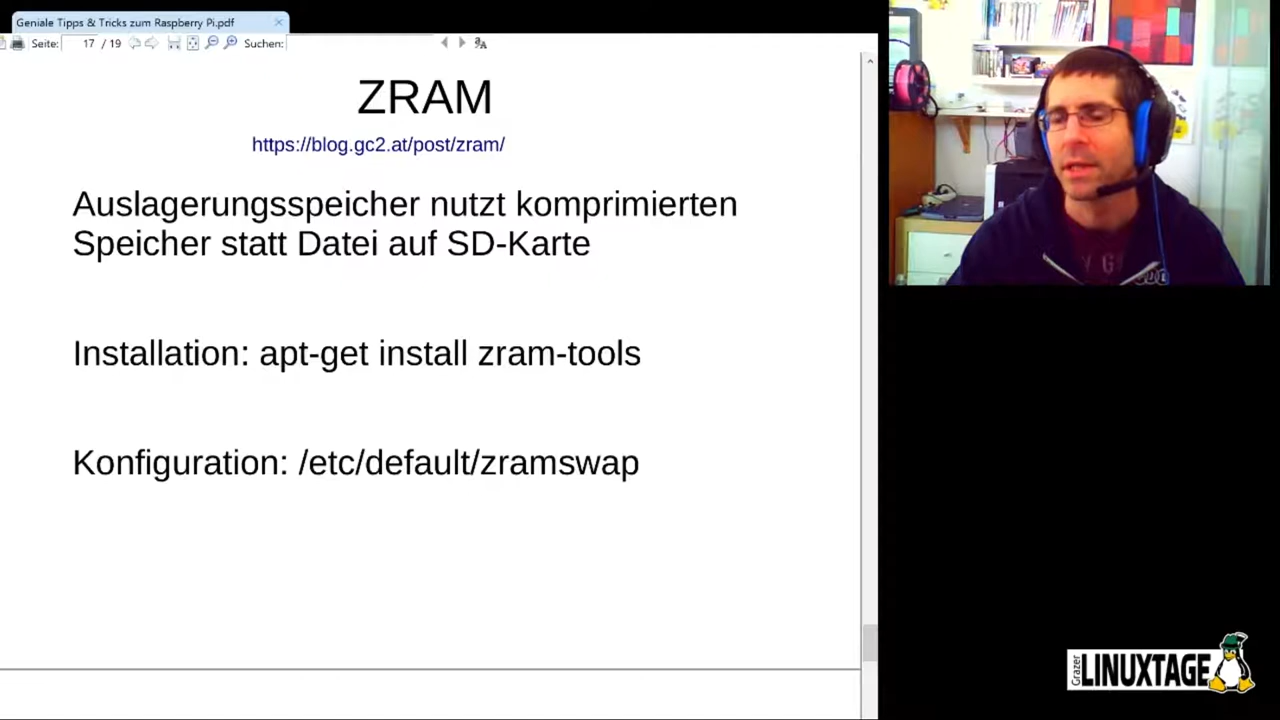 Geniale Tipps & Tricks zum Raspberry Pi.pdf
Seite: 17 / 19 Suchen:
ZRAM
https://blog.gc2.at/post/zram/
Auslagerungsspeicher nutzt komprimierten
Speicher statt Datei auf SD-Karte
Installation: apt-get install zram-tools
Konfiguration: /etc/default/zramswap
Grazer
LINUXTAGE